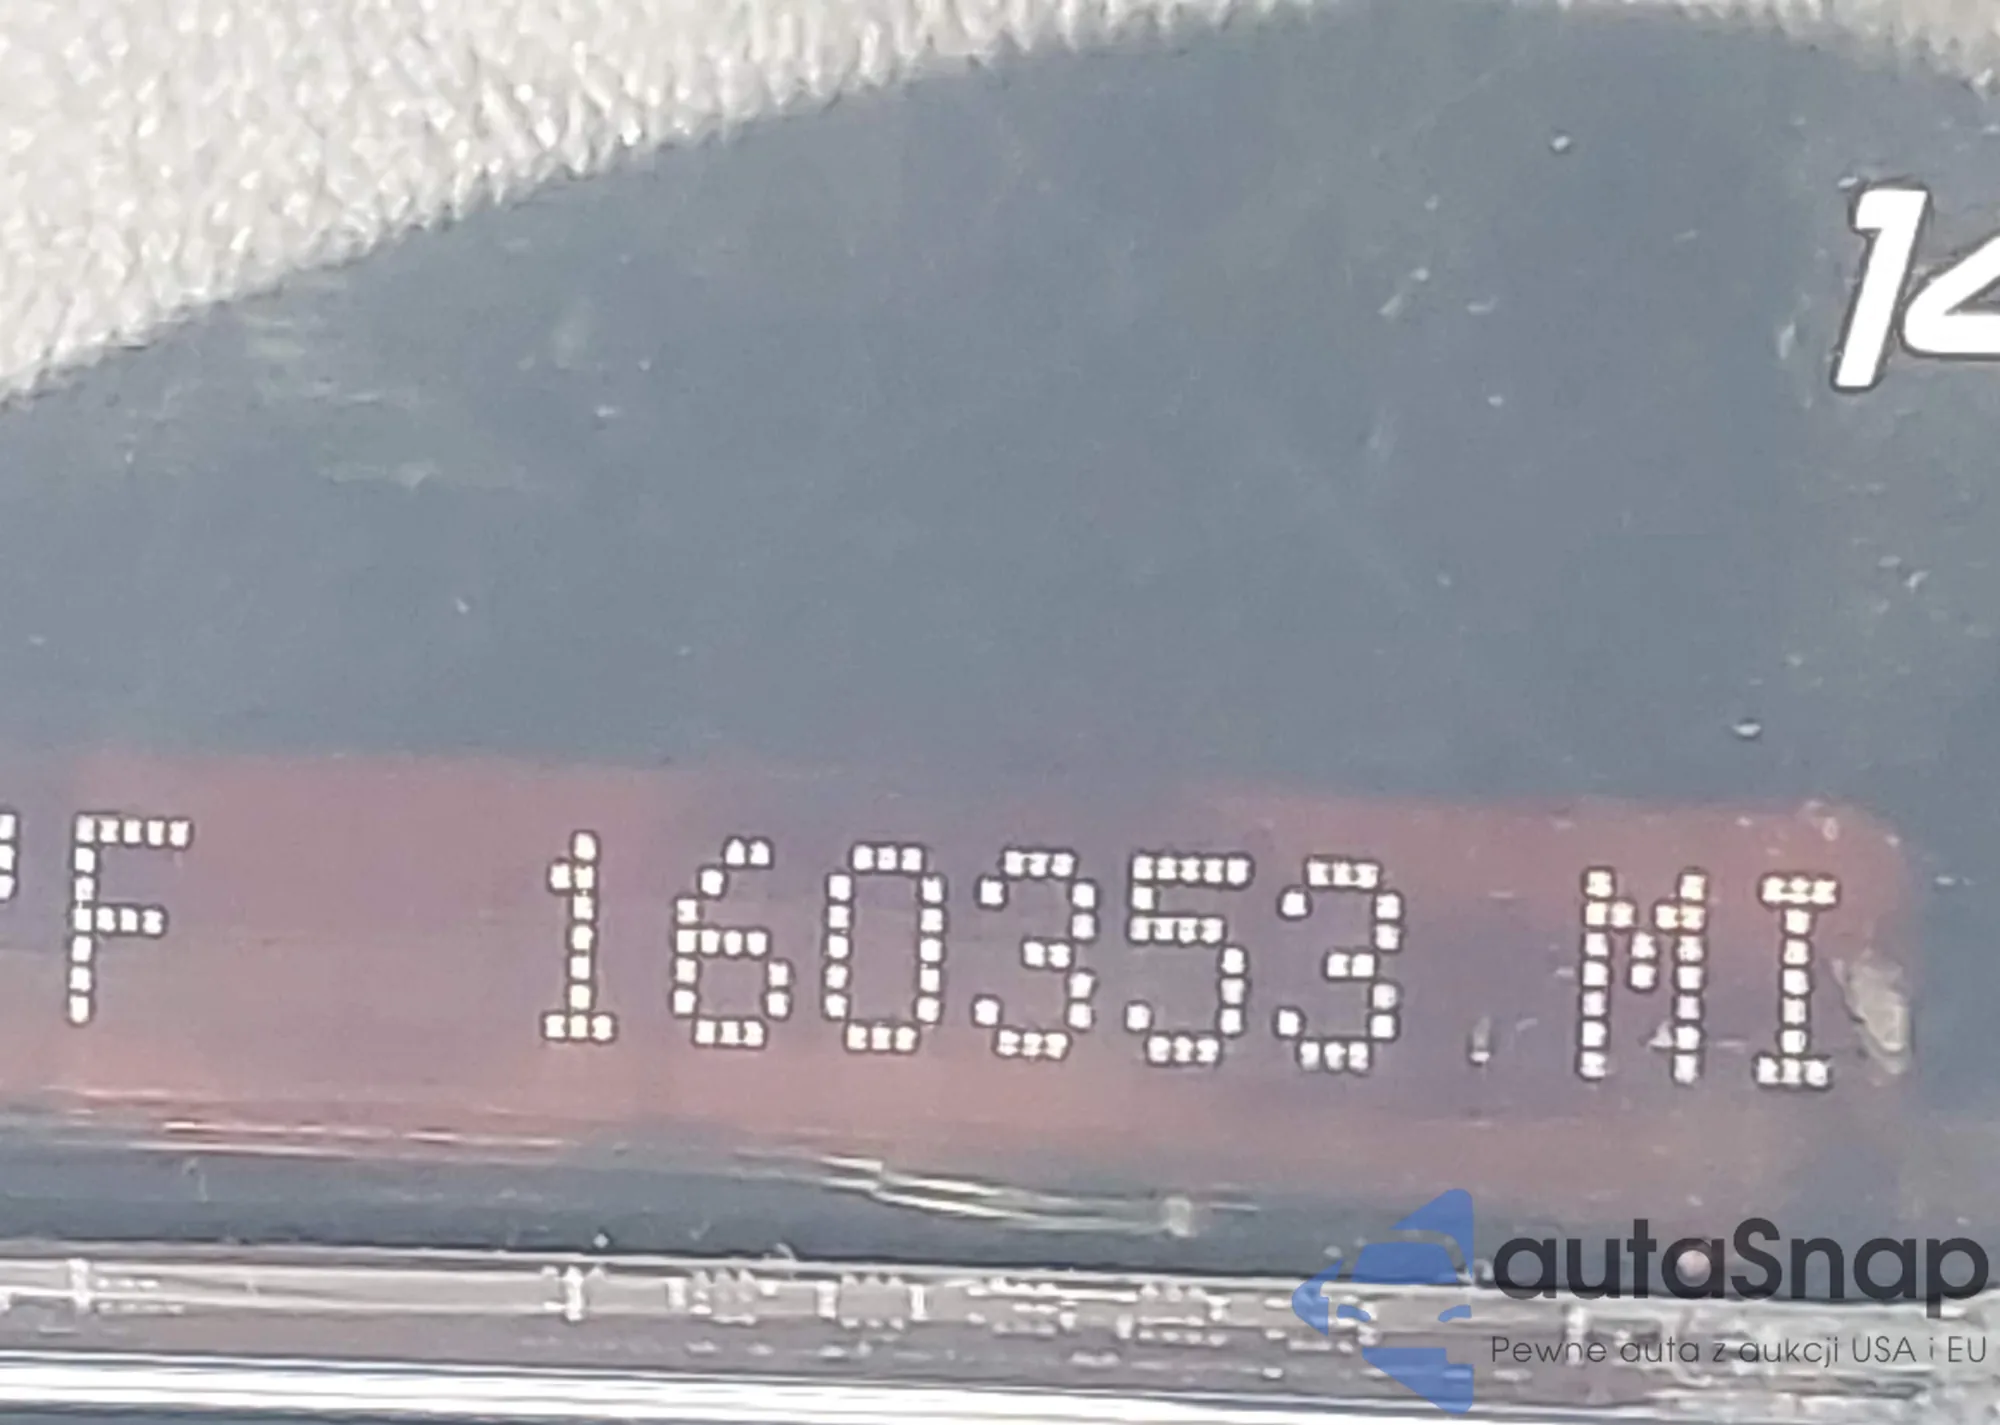 14
°F 160353 MI
autaSnap
Pewne auta z aukcji USA i EU